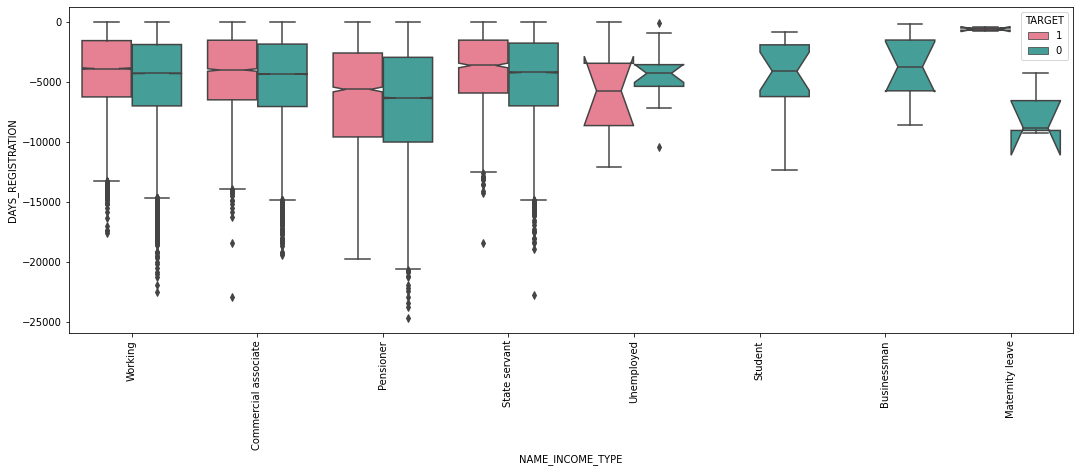 TARGET
1
0
0
−5000
−10000
−15000
−20000
−25000
DAYS_REGISTRATION
Working
Commercial associate
Pensioner
State servant
Unemployed
Student
Businessman
Maternity leave
NAME_INCOME_TYPE